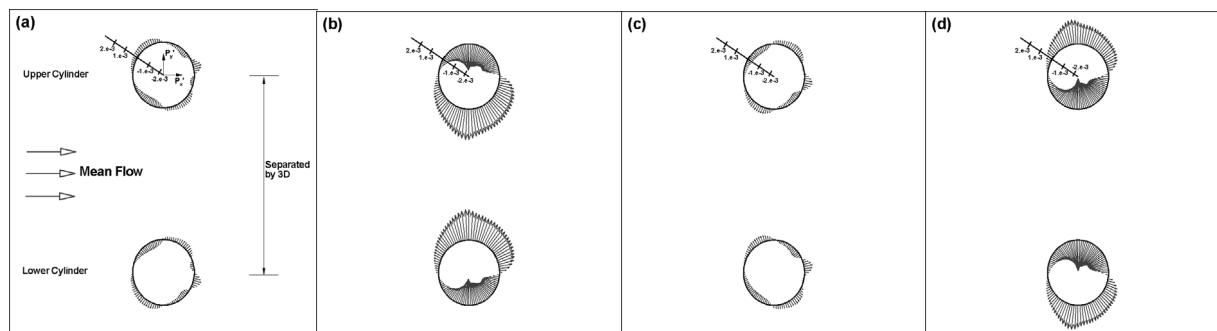 (a)
2.e-3
1.e-3
-1.e-3
-2.e-3
Py'
Px'
Upper Cylinder
Mean Flow
Separated
by 3D
Lower Cylinder
(b)
2.e-3
1.e-3
-1.e-3
-2.e-3
(c)
2.e-3
1.e-3
-1.e-3
-2.e-3
(d)
2.e-3
1.e-3
-2.e-3
-1.e-3